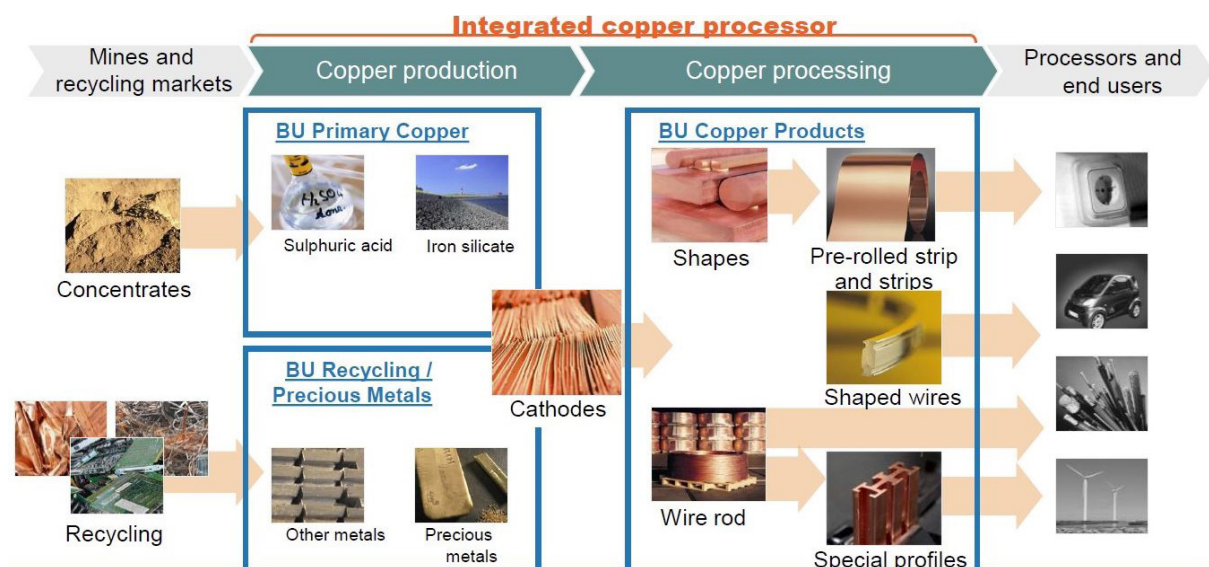 Integrated copper processor
Mines and
recycling markets
Copper production
Copper processing
Processors and
end users
BU Primary Copper
BU Copper Products
H₂SO₄
Sulphuric acid
Iron silicate
Shapes
Pre-rolled strip
and strips
Concentrates
BU Recycling /
Precious Metals
Cathodes
Shaped wires
Recycling
Other metals
Precious
metals
Wire rod
Special profiles